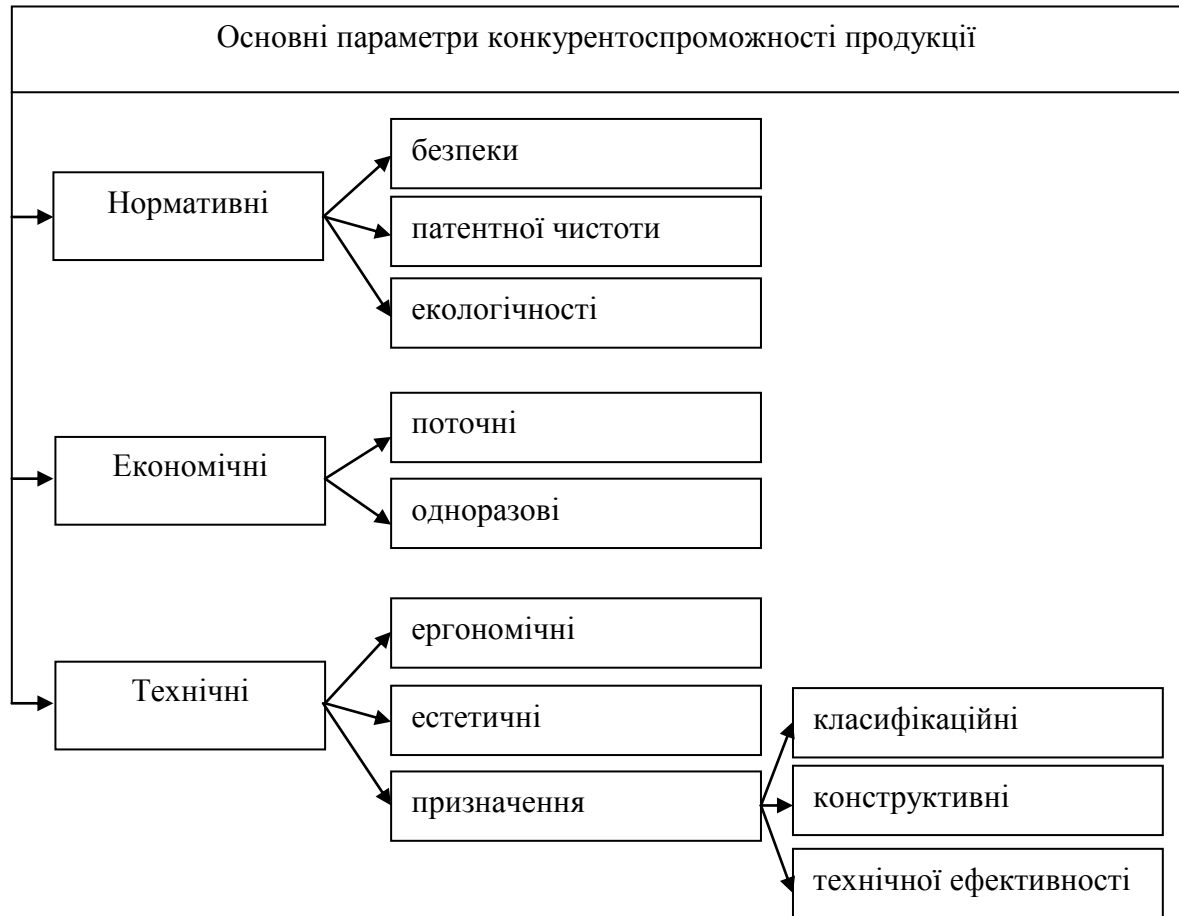 Основні параметри конкурентоспроможності продукції
Нормативні
безпеки
патентної чистоти
екологічності
Економічні
поточні
одноразові
Технічні
ергономічні
естетичні
призначення
класифікаційні
конструктивні
технічної ефективності